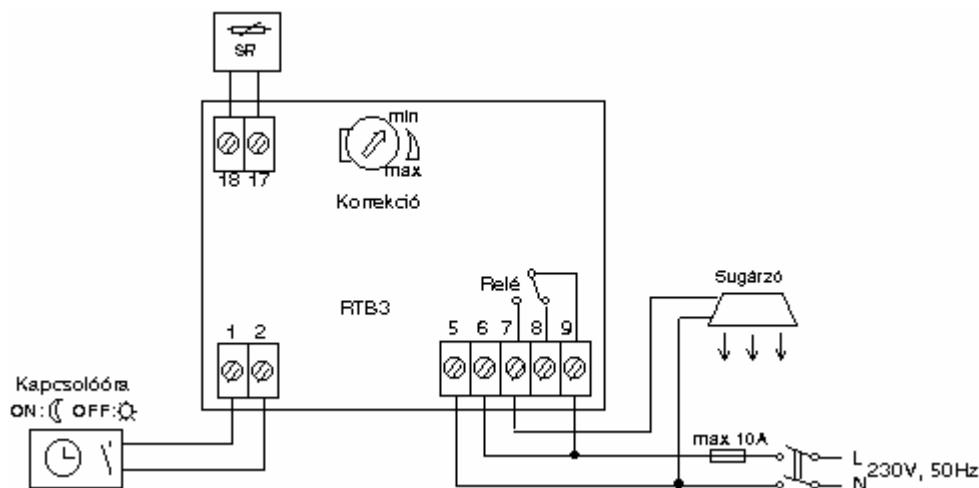 SR
min
18 17
max
Korrekció
Relé
Sugárzó
RTB3
1 2
5 6 7 8 9
Kapcsolóóra
ON: OFF:
max 10A
L
230V, 50Hz
N